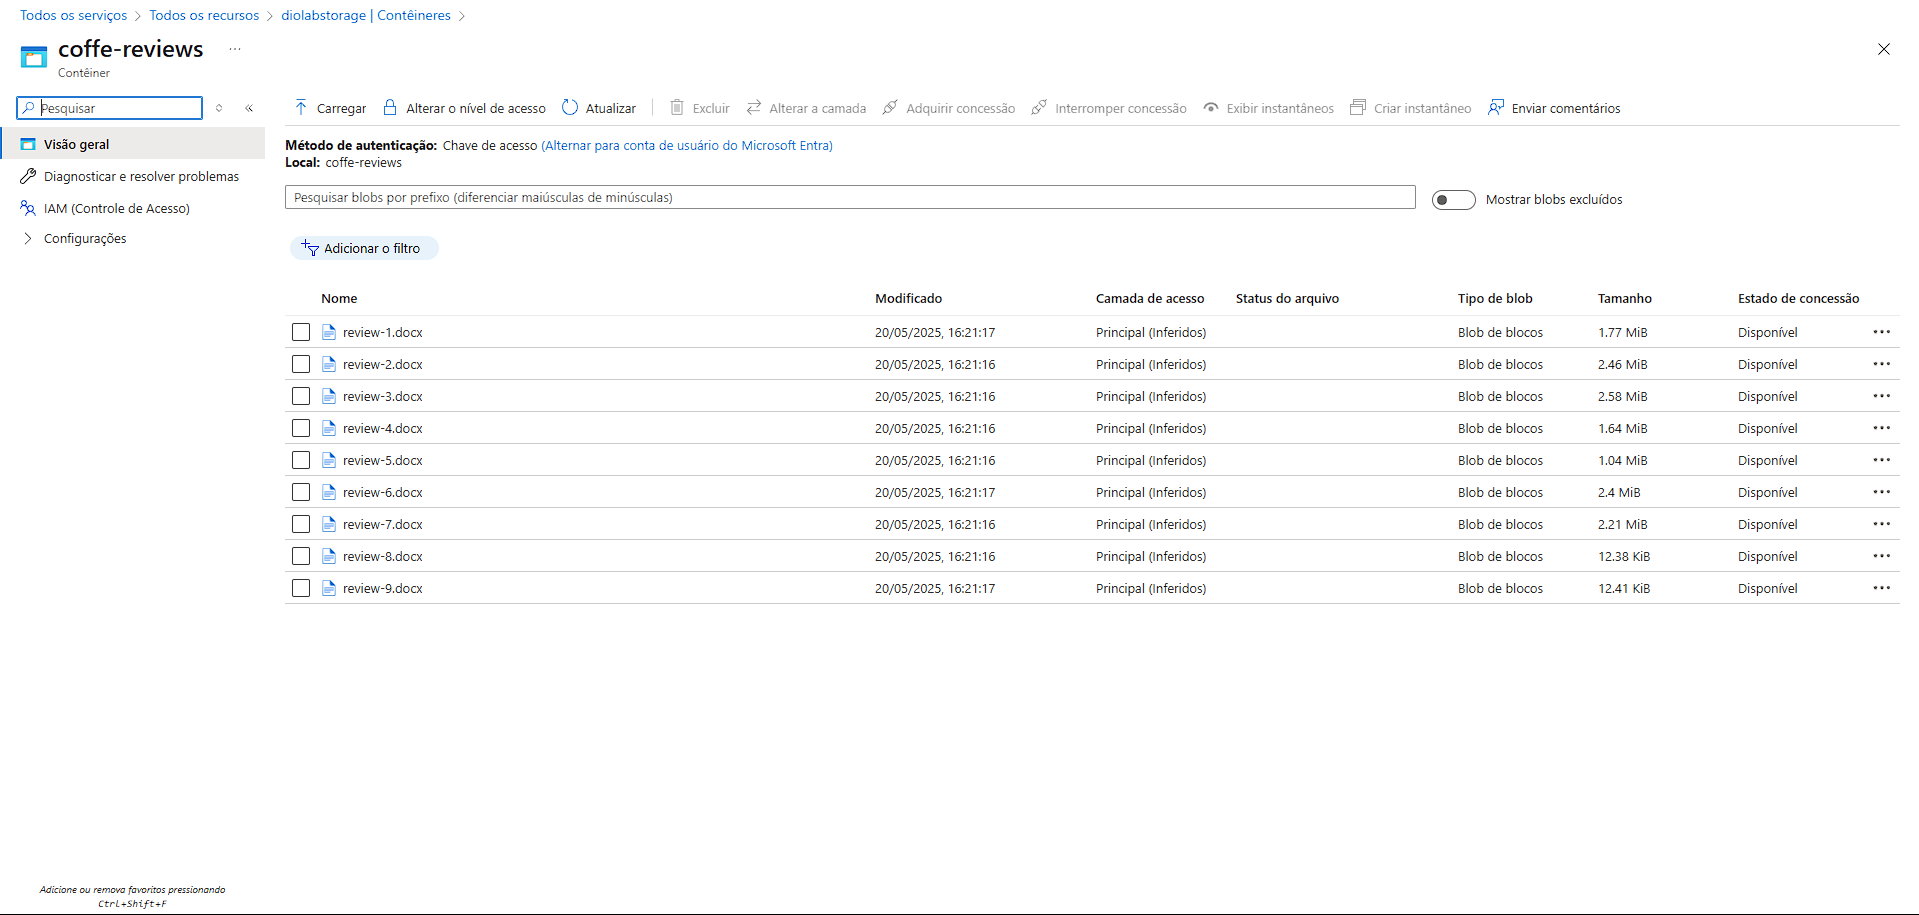 Todos os serviços > Todos os recursos > diolabstorage | Contêineres >
coffe-reviews ...
Contêiner
Pesquisar
Carregar Alterar o nível de acesso Atualizar Excluir Alterar a camada Adquirir concessão Interromper concessão Exibir instantâneos Criar instantâneo Enviar comentários
Visão geral
Diagnosticar e resolver problemas
IAM (Controle de Acesso)
Configurações
Método de autenticação: Chave de acesso (Alternar para conta de usuário do Microsoft Entra)
Local: coffe-reviews
Pesquisar blobs por prefixo (diferenciar maiúsculas de minúsculas)
Mostrar blobs excluídos
Adicionar o filtro
Nome Modificado Camada de acesso Status do arquivo Tipo de blob Tamanho Estado de concessão
review-1.docx 20/05/2025, 16:21:17 Principal (Inferidos) Blob de blocos 1.77 MiB Disponível ...
review-2.docx 20/05/2025, 16:21:16 Principal (Inferidos) Blob de blocos 2.46 MiB Disponível ...
review-3.docx 20/05/2025, 16:21:16 Principal (Inferidos) Blob de blocos 2.58 MiB Disponível ...
review-4.docx 20/05/2025, 16:21:16 Principal (Inferidos) Blob de blocos 1.64 MiB Disponível ...
review-5.docx 20/05/2025, 16:21:16 Principal (Inferidos) Blob de blocos 1.04 MiB Disponível ...
review-6.docx 20/05/2025, 16:21:17 Principal (Inferidos) Blob de blocos 2.4 MiB Disponível ...
review-7.docx 20/05/2025, 16:21:16 Principal (Inferidos) Blob de blocos 2.21 MiB Disponível ...
review-8.docx 20/05/2025, 16:21:16 Principal (Inferidos) Blob de blocos 12.38 KiB Disponível ...
review-9.docx 20/05/2025, 16:21:17 Principal (Inferidos) Blob de blocos 12.41 KiB Disponível ...
Adicione ou remova favoritos pressionando
Ctrl+Shift+F